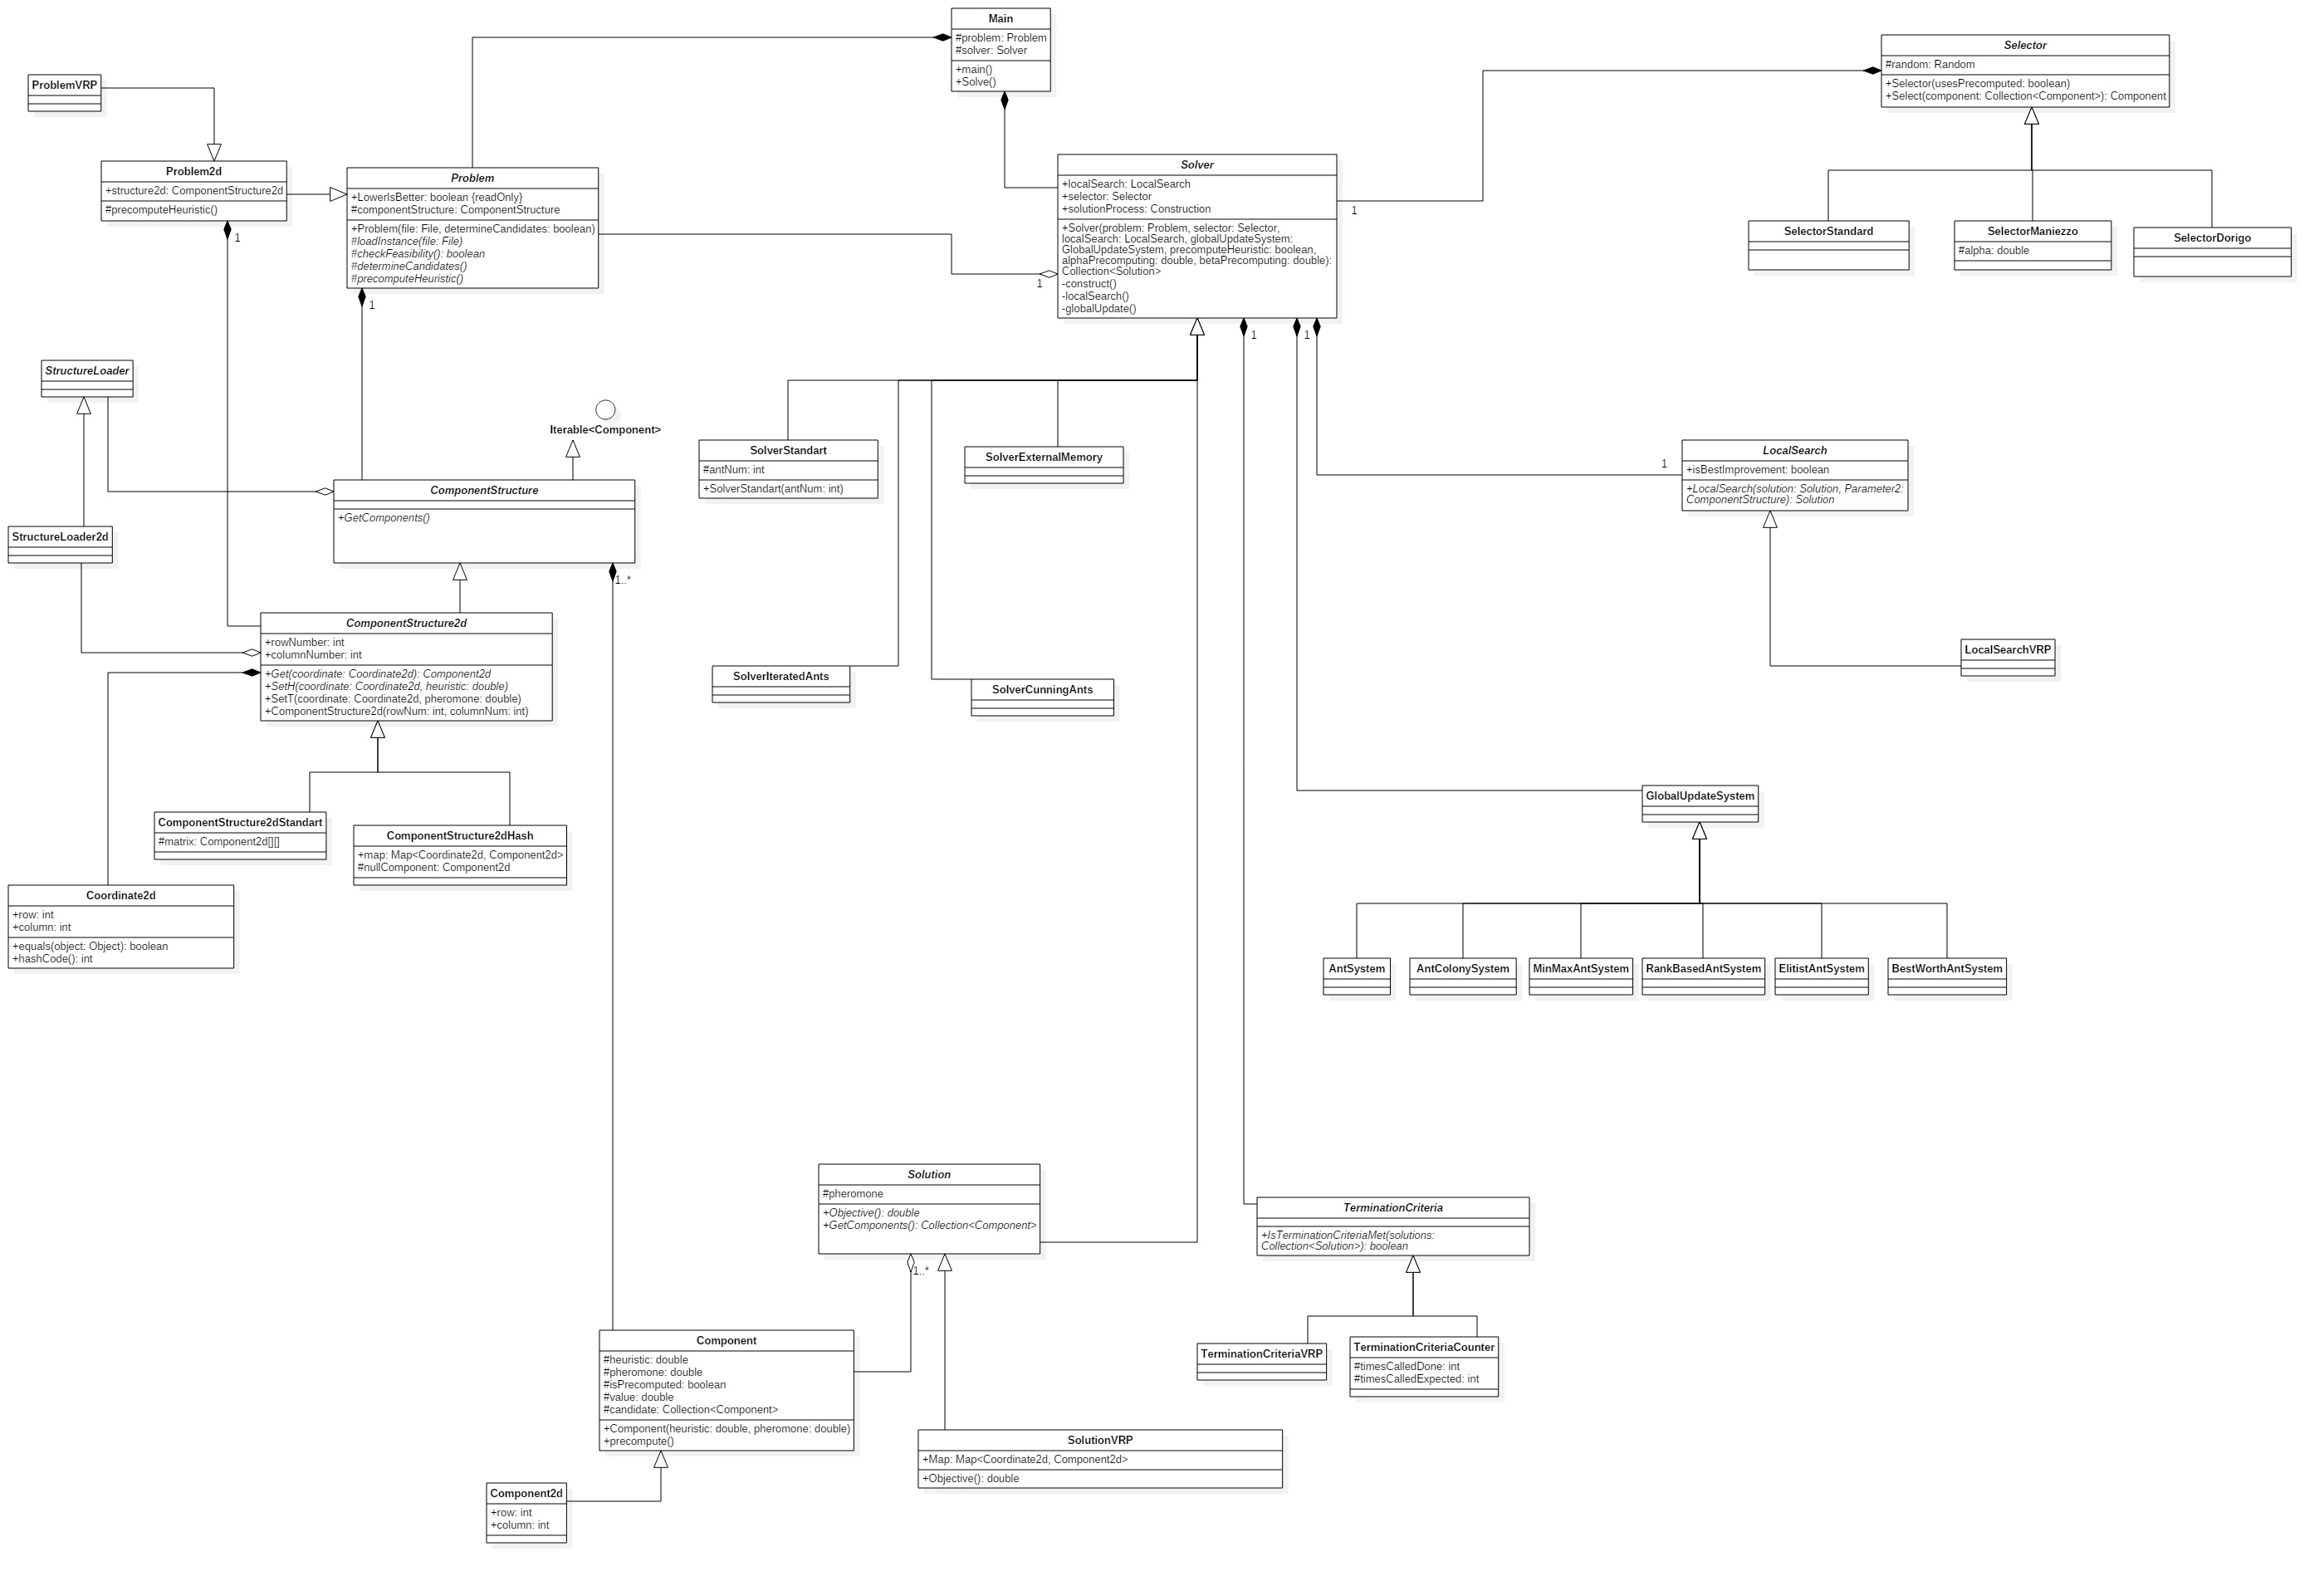 Main
#problem: Problem
#solver: Solver
+main()
+Solve()
Selector
#random: Random
+Selector(usesPrecomputed: boolean)
+Select(component: Collection<Component>): Component
ProblemVRP
Problem2d
+structure2d: ComponentStructure2d
#precomputeHeuristic()
1
Problem
+LowerIsBetter: boolean {readOnly}
#componentStructure: ComponentStructure
+Problem(file: File, determineCandidates: boolean)
#loadInstance(file: File)
#checkFeasibility(): boolean
#determineCandidates()
#precomputeHeuristic()
1
Solver
+localSearch: LocalSearch
+selector: Selector
+solutionProcess: Construction
+Solver(problem: Problem, selector: Selector,
localSearch: LocalSearch, globalUpdateSystem:
GlobalUpdateSystem, precomputeHeuristic: boolean,
alphaPrecomputing: double, betaPrecomputing: double):
Collection<Solution>
-construct()
-localSearch()
-globalUpdate()
1
1
1
1
SelectorStandard
SelectorManiezzo
#alpha: double
SelectorDorigo
StructureLoader
Iterable<Component>
SolverStandart
#antNum: int
+SolverStandart(antNum: int)
SolverExternalMemory
1
LocalSearch
+isBestImprovement: boolean
+LocalSearch(solution: Solution, Parameter2:
ComponentStructure): Solution
ComponentStructure
+GetComponents()
1..*
StructureLoader2d
ComponentStructure2d
+rowNumber: int
+columnNumber: int
+Get(coordinate: Coordinate2d): Component2d
+SetH(coordinate: Coordinate2d, heuristic: double)
+SetT(coordinate: Coordinate2d, pheromone: double)
+ComponentStructure2d(rowNum: int, columnNum: int)
SolverIteratedAnts
SolverCunningAnts
LocalSearchVRP
GlobalUpdateSystem
ComponentStructure2dStandart
#matrix: Component2d[][]
ComponentStructure2dHash
+map: Map<Coordinate2d, Component2d>
#nullComponent: Component2d
Coordinate2d
+row: int
+column: int
+equals(object: Object): boolean
+hashCode(): int
AntSystem
AntColonySystem
MinMaxAntSystem
RankBasedAntSystem
ElitistAntSystem
BestWorthAntSystem
Solution
#pheromone
+Objective(): double
+GetComponents(): Collection<Component>
1..*
TerminationCriteria
+IsTerminationCriteriaMet(solutions:
Collection<Solution>): boolean
Component
#heuristic: double
#pheromone: double
#isPrecomputed: boolean
#value: double
#candidate: Collection<Component>
+Component(heuristic: double, pheromone: double)
+precompute()
TerminationCriteriaVRP
TerminationCriteriaCounter
#timesCalledDone: int
#timesCalledExpected: int
SolutionVRP
+Map: Map<Coordinate2d, Component2d>
+Objective(): double
Component2d
+row: int
+column: int